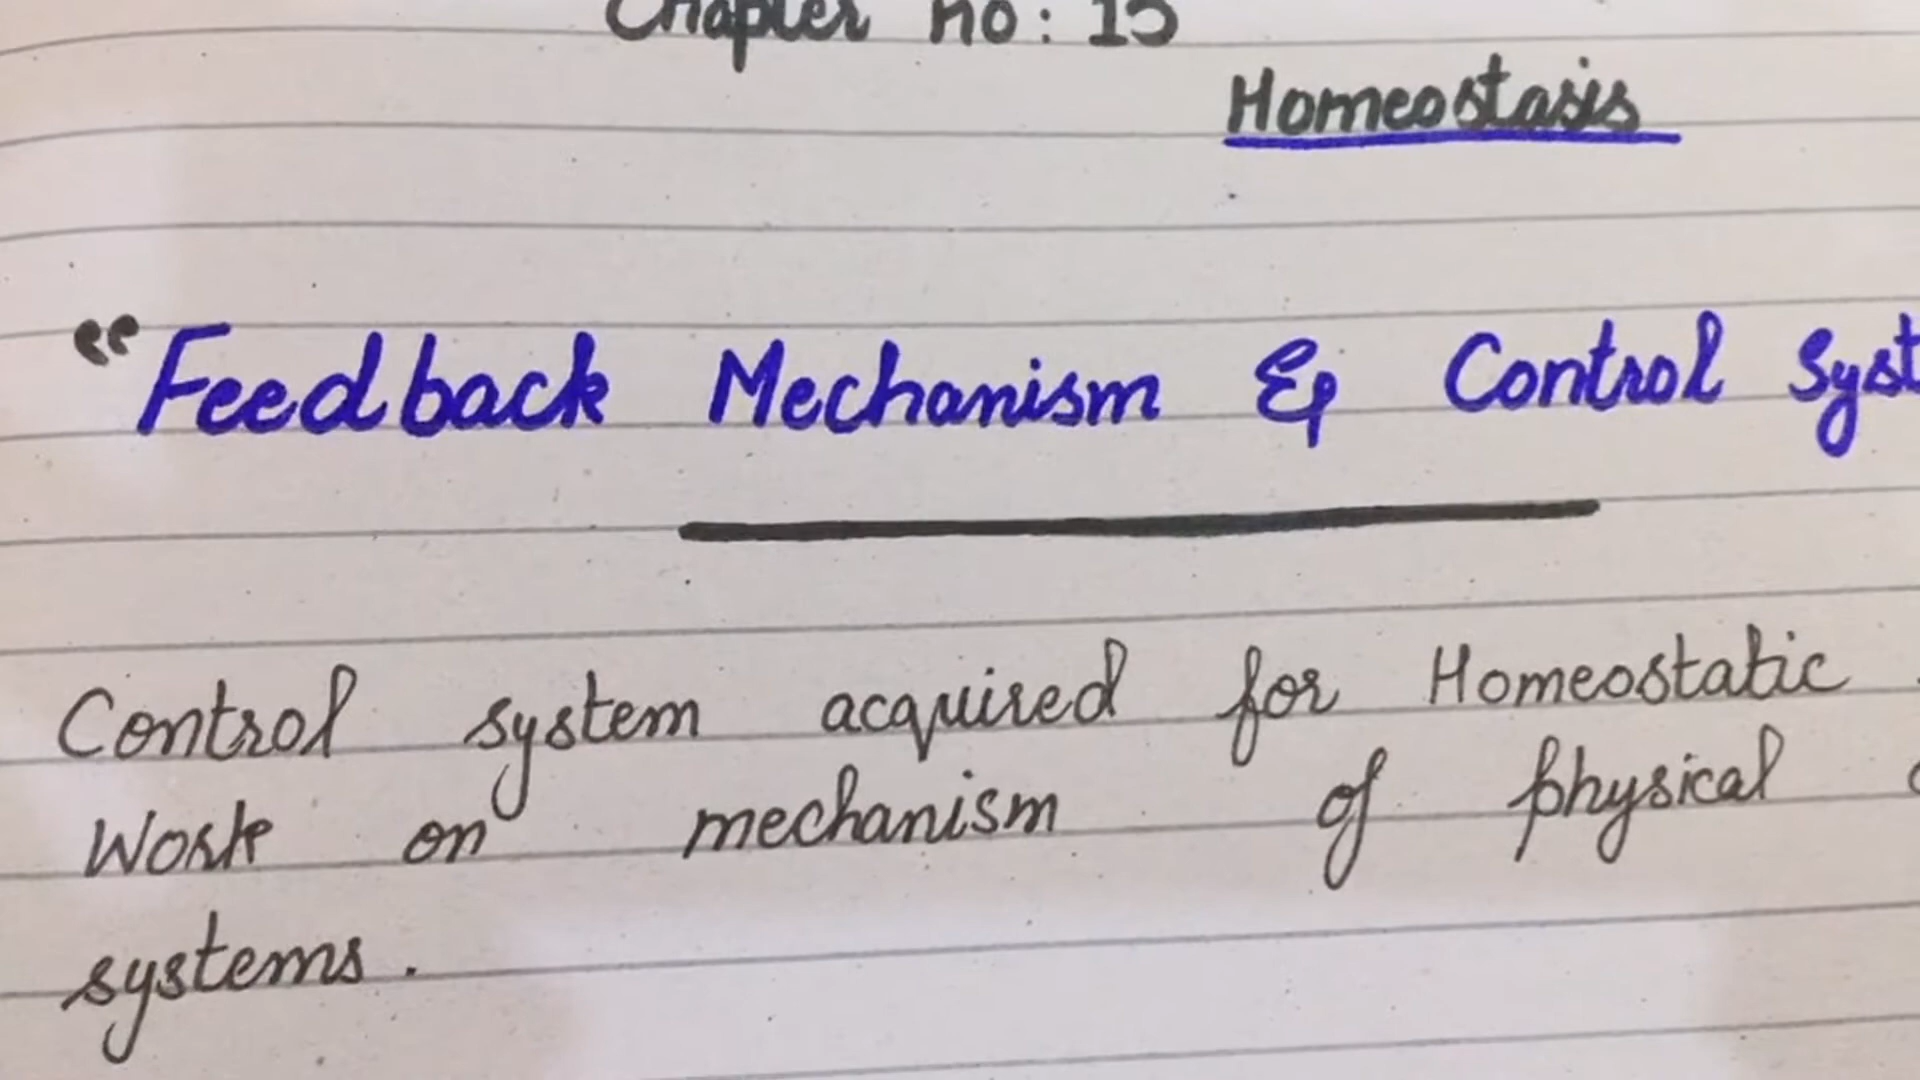 Chapter no: 15
Homeostasis
“Feedback Mechanism & Control Syst
Control system acquired for Homeostatic
Work on mechanism of physical
systems.